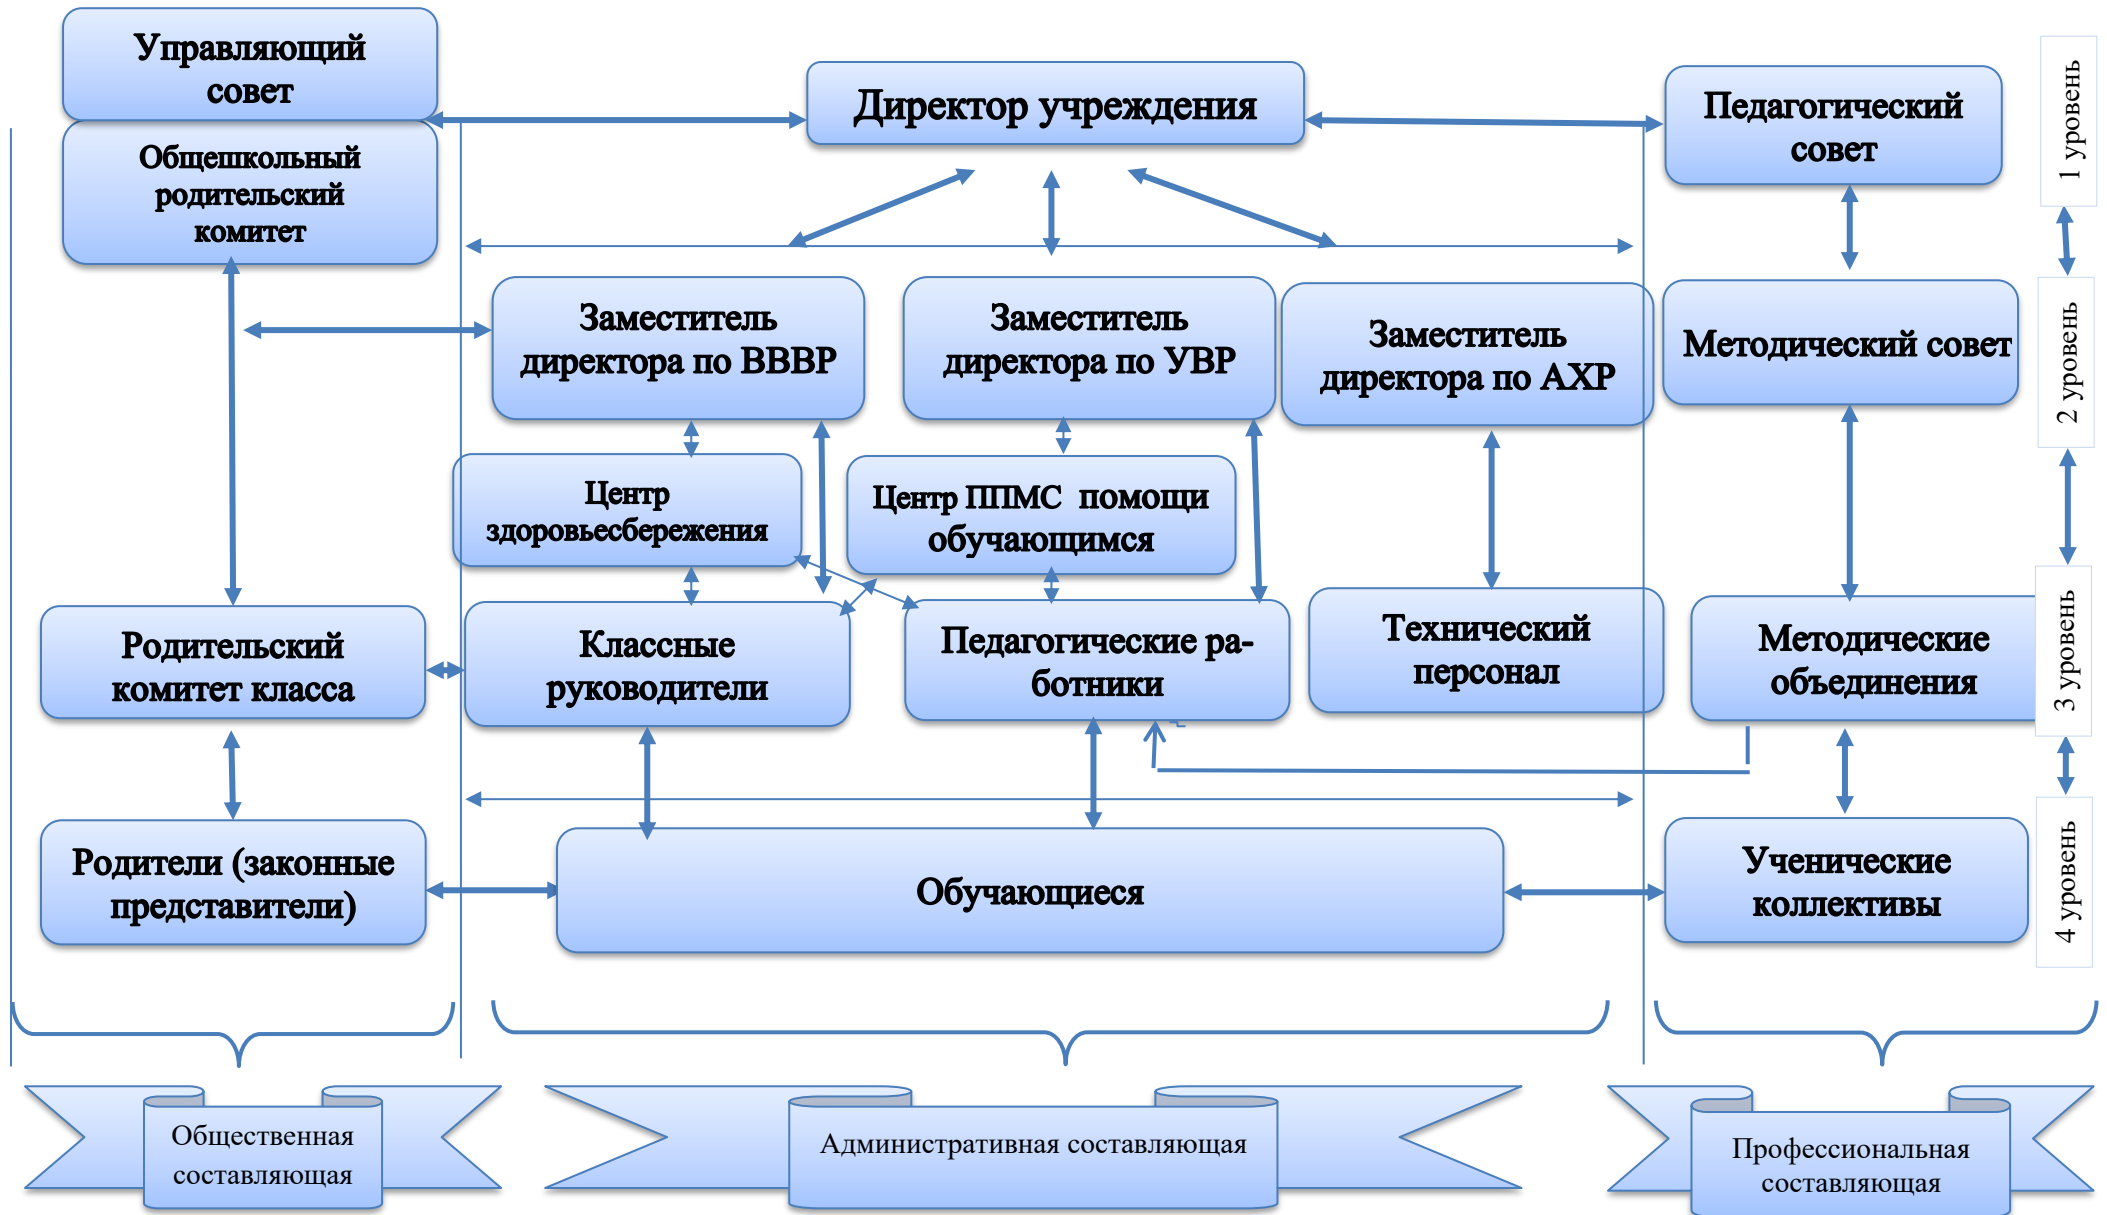 Управляющий
совет
Общешкольный
родительский
комитет
Директор учреждения
Педагогический
совет
1 уровень
Заместитель
директора по ВВВР
Заместитель
директора по УВР
Заместитель
директора по АХР
Методический совет
2 уровень
Центр
здоровьесбережения
Центр ППМС помощи
обучающимся
Родительский
комитет класса
Классные
руководители
Педагогические ра-
ботники
Технический
персонал
Методические
объединения
3 уровень
Родители (законные
представители)
Обучающиеся
Ученические
коллективы
4 уровень
Общественная
составляющая
Административная составляющая
Профессиональная
составляющая